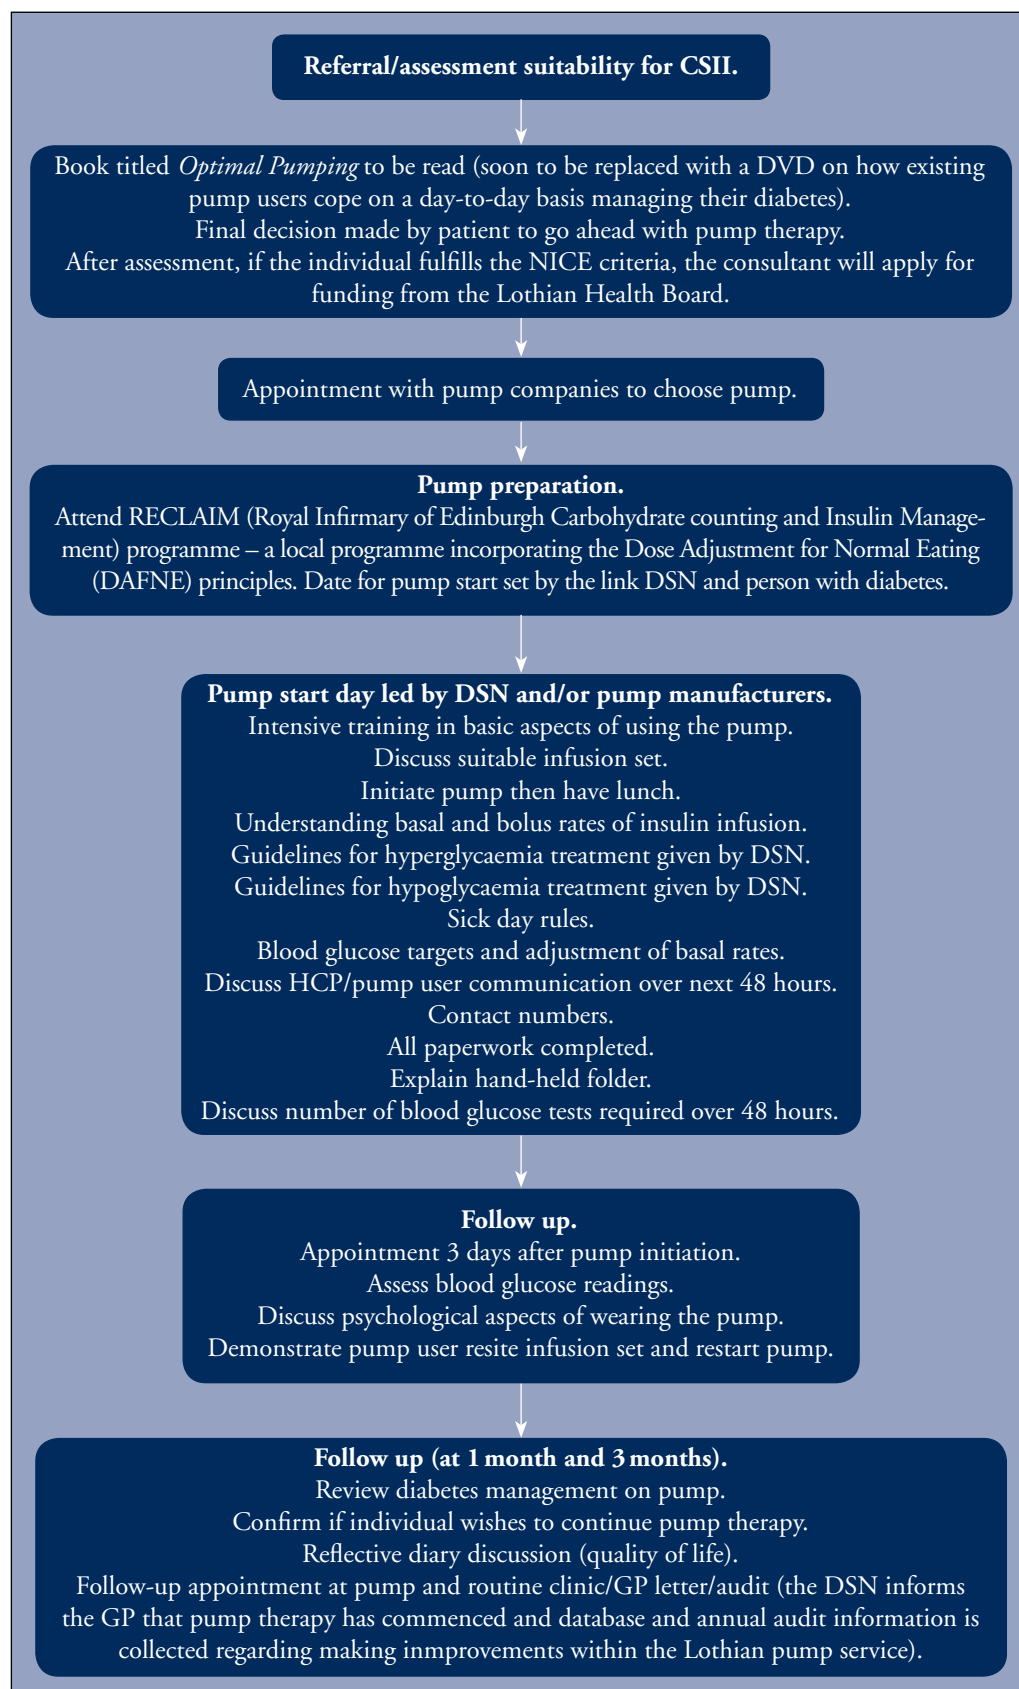 Referral/assessment suitability for CSII.
Book titled Optimal Pumping to be read (soon to be replaced with a DVD on how existing
pump users cope on a day-to-day basis managing their diabetes).
Final decision made by patient to go ahead with pump therapy.
After assessment, if the individual fulfills the NICE criteria, the consultant will apply for
funding from the Lothian Health Board.
Appointment with pump companies to choose pump.
Pump preparation.
Attend RECLAIM (Royal Infirmary of Edinburgh Carbohydrate counting and Insulin Manage-
ment) programme – a local programme incorporating the Dose Adjustment for Normal Eating
(DAFNE) principles. Date for pump start set by the link DSN and person with diabetes.
Pump start day led by DSN and/or pump manufacturers.
Intensive training in basic aspects of using the pump.
Discuss suitable infusion set.
Initiate pump then have lunch.
Understanding basal and bolus rates of insulin infusion.
Guidelines for hyperglycaemia treatment given by DSN.
Guidelines for hypoglycaemia treatment given by DSN.
Sick day rules.
Blood glucose targets and adjustment of basal rates.
Discuss HCP/pump user communication over next 48 hours.
Contact numbers.
All paperwork completed.
Explain hand-held folder.
Discuss number of blood glucose tests required over 48 hours.
Follow up.
Appointment 3 days after pump initiation.
Assess blood glucose readings.
Discuss psychological aspects of wearing the pump.
Demonstrate pump user resite infusion set and restart pump.
Follow up (at 1 month and 3 months).
Review diabetes management on pump.
Confirm if individual wishes to continue pump therapy.
Reflective diary discussion (quality of life).
Follow-up appointment at pump and routine clinic/GP letter/audit (the DSN informs
the GP that pump therapy has commenced and database and annual audit information is
collected regarding making inmprovements within the Lothian pump service).